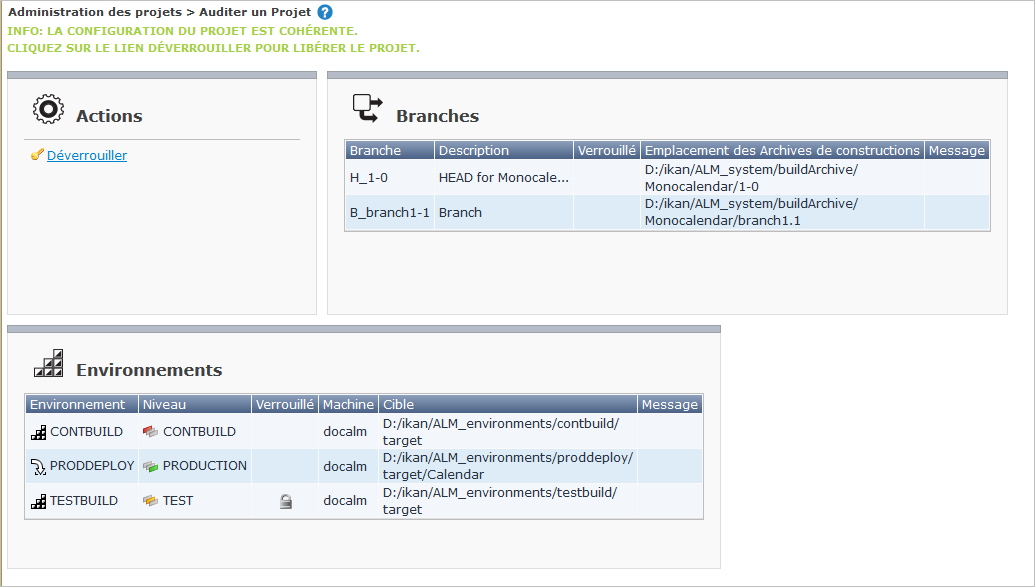 Administration des projets > Auditer un Projet ?
INFO: LA CONFIGURATION DU PROJET EST COHÉRENTE.
CLIQUEZ SUR LE LIEN DÉVERROUILLER POUR LIBÉRER LE PROJET.
Actions
Déverrouiller
Branches
Branche Description Verrouillé Emplacement des Archives de constructions Message
H_1-0 HEAD for Monocale... D:/ikan/ALM_system/buildArchive/
Monocalendar/1-0
B_branch1-1 Branch D:/ikan/ALM_system/buildArchive/
Monocalendar/branch1.1
Environnements
Environnement Niveau Verrouillé Machine Cible Message
CONTBUILD CONTBUILD docalm D:/ikan/ALM_environments/contbuild/
target
PRODDEPLOY PRODUCTION docalm D:/ikan/ALM_environments/proddeploy/
target/Calendar
TESTBUILD TEST docalm D:/ikan/ALM_environments/testbuild/
target